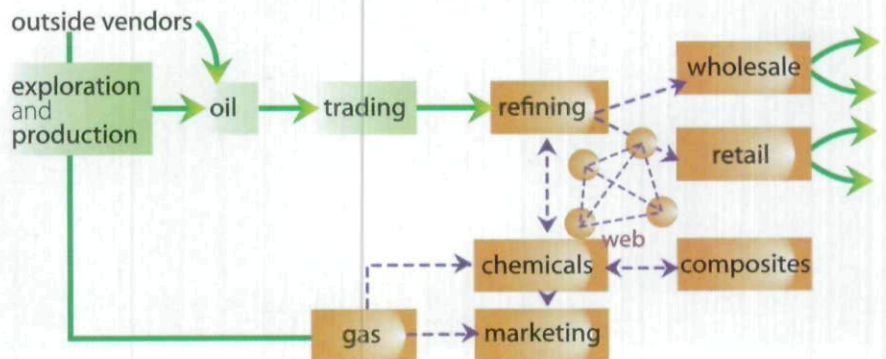 outside vendors
exploration
and
production
oil
trading
refining
wholesale
retail
web
chemicals
composites
gas
marketing